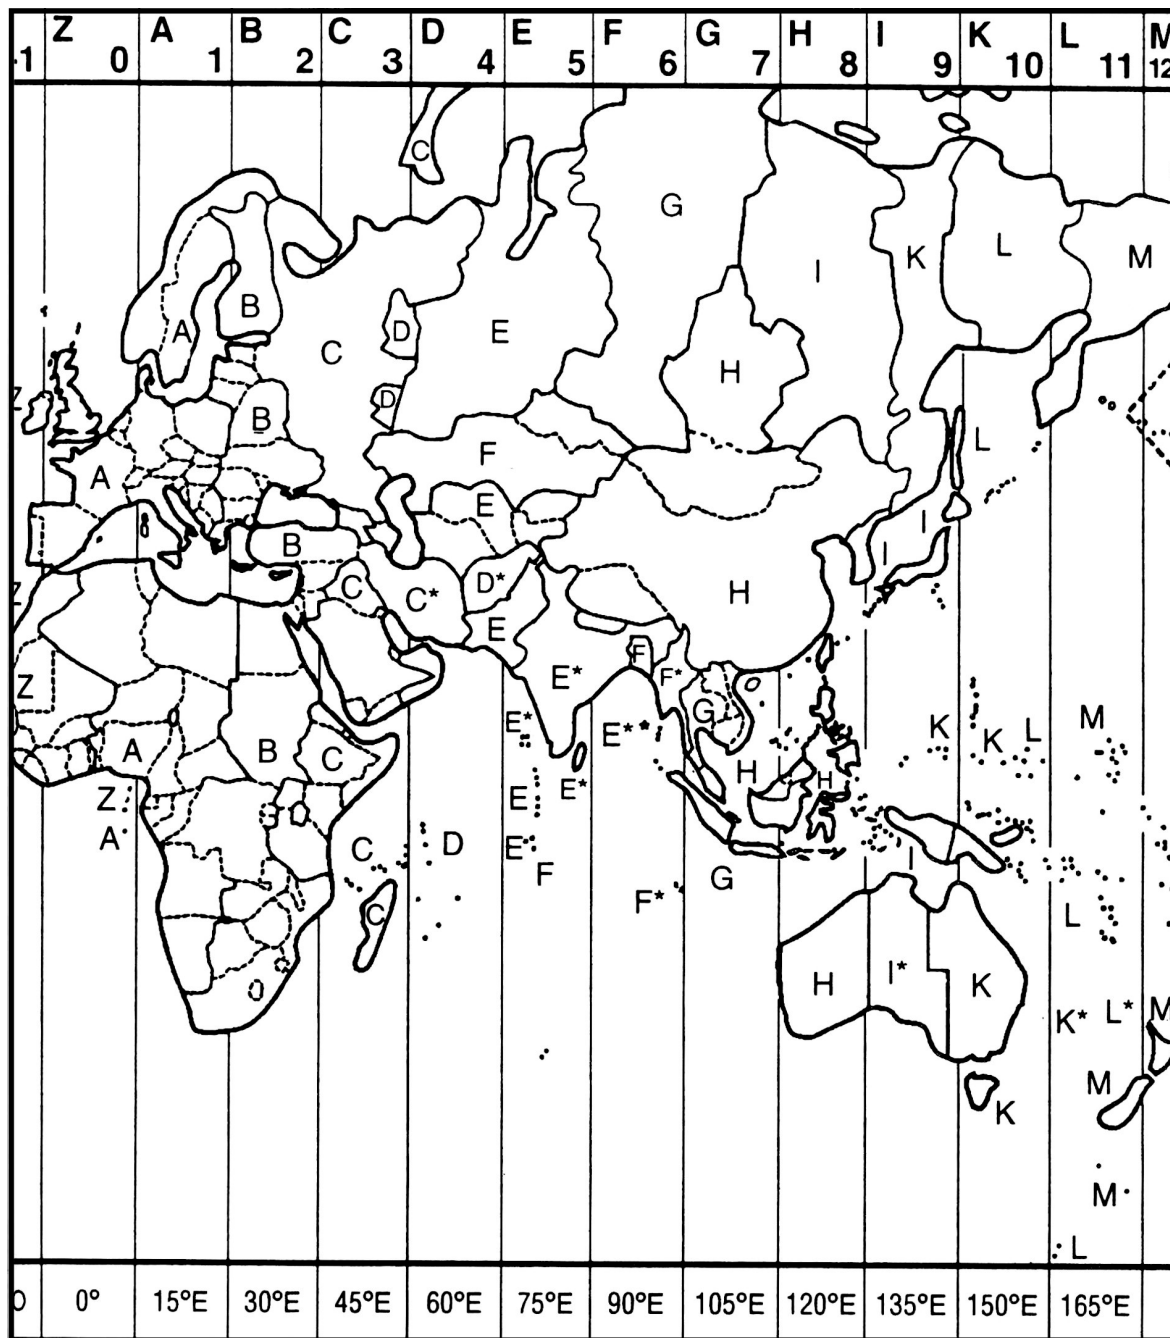 Z A B C D E F G H I K L M
-1 0 1 2 3 4 5 6 7 8 9 10 11 12
C
G
K L M
I
B
A D E
C
H
Z D
B
F L
A
E
I
B I
D*
C C* H
E F
Z E* F*
G
E* E** K K L M
A B C
H H
Z E E*
A C D E
F I
G
C F* L
H I* K
K* L* M
M
K
M
L
0 0° 15°E 30°E 45°E 60°E 75°E 90°E 105°E 120°E 135°E 150°E 165°E